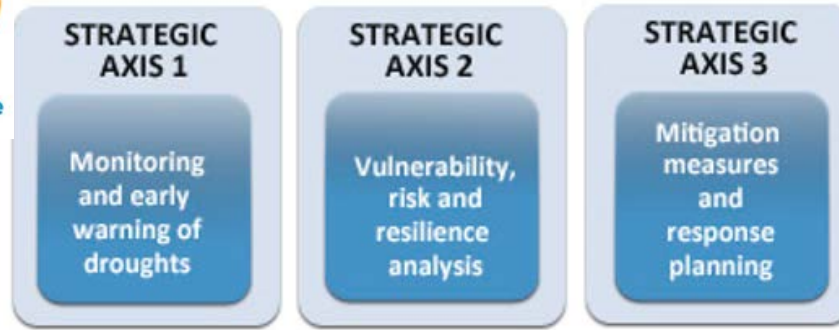 STRATEGIC
AXIS 1
Monitoring
and early
warning of
droughts
STRATEGIC
AXIS 2
Vulnerability,
risk and
resilience
analysis
STRATEGIC
AXIS 3
Mitigation
measures
and
response
planning